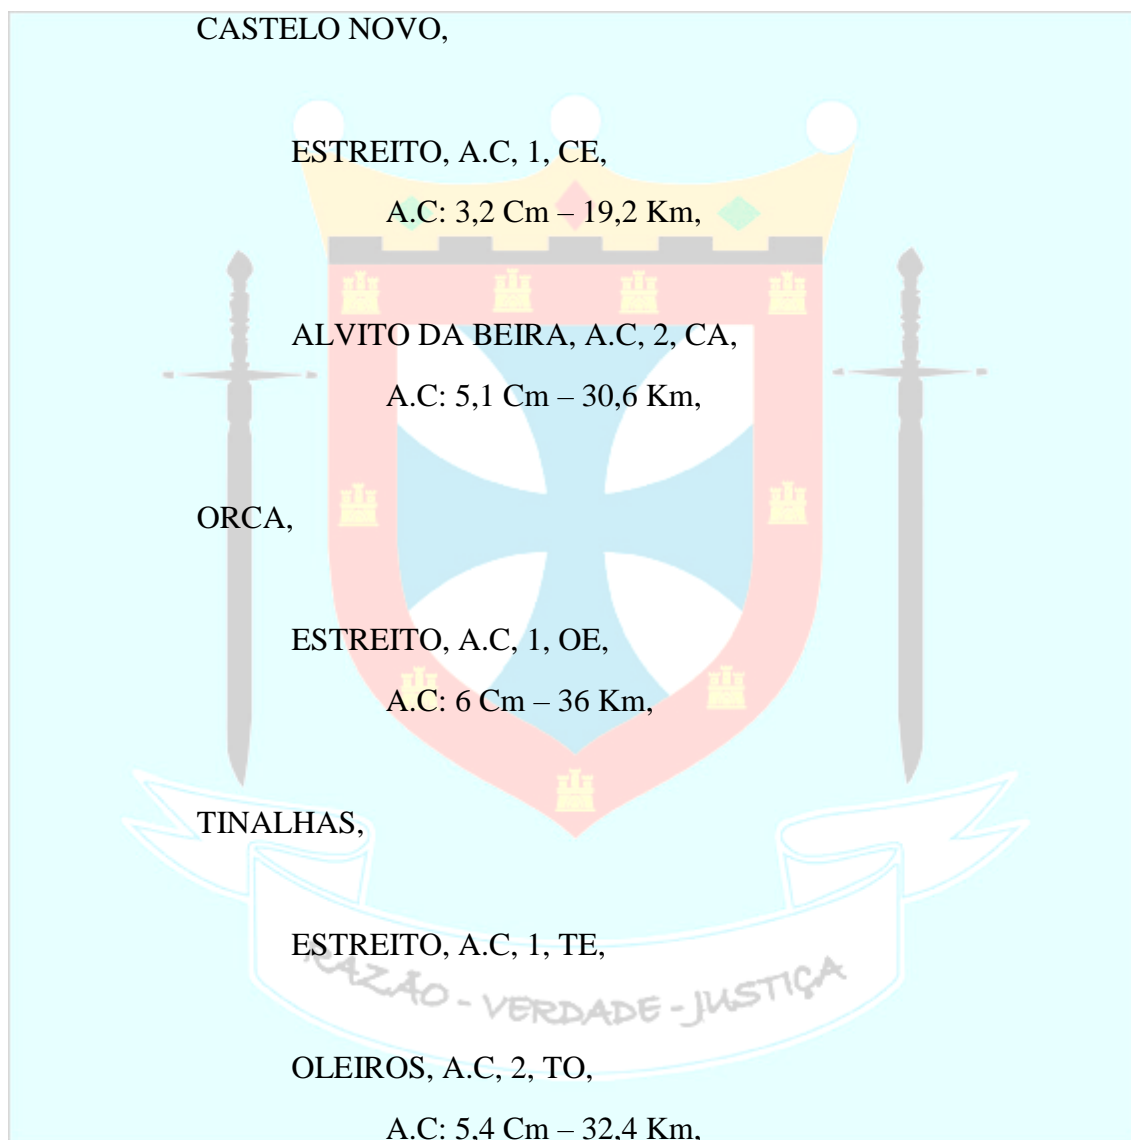 CASTELO NOVO,
ESTREITO, A.C, 1, CE,
A.C: 3,2 Cm – 19,2 Km,
ALVITO DA BEIRA, A.C, 2, CA,
A.C: 5,1 Cm – 30,6 Km,
ORCA,
ESTREITO, A.C, 1, OE,
A.C: 6 Cm – 36 Km,
TINALHAS,
ESTREITO, A.C, 1, TE,
RAZÃO - VERDADE - JUSTIÇA
OLEIROS, A.C, 2, TO,
A.C: 5,4 Cm – 32,4 Km,